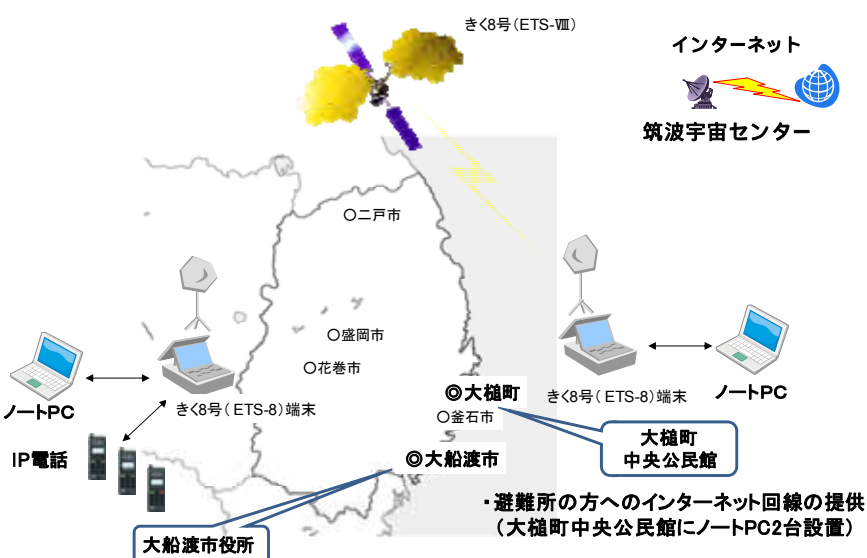 きく8号(ETS-Ⅷ)
インターネット
筑波宇宙センター
○二戸市
○盛岡市
○花巻市
◎大槌町
○釜石市
◎大船渡市
ノートPC
きく8号(ETS-8)端末
IP電話
きく8号(ETS-8)端末
ノートPC
大槌町
中央公民館
大船渡市役所
・避難所の方へのインターネット回線の提供
(大槌町中央公民館にノートPC2台設置)